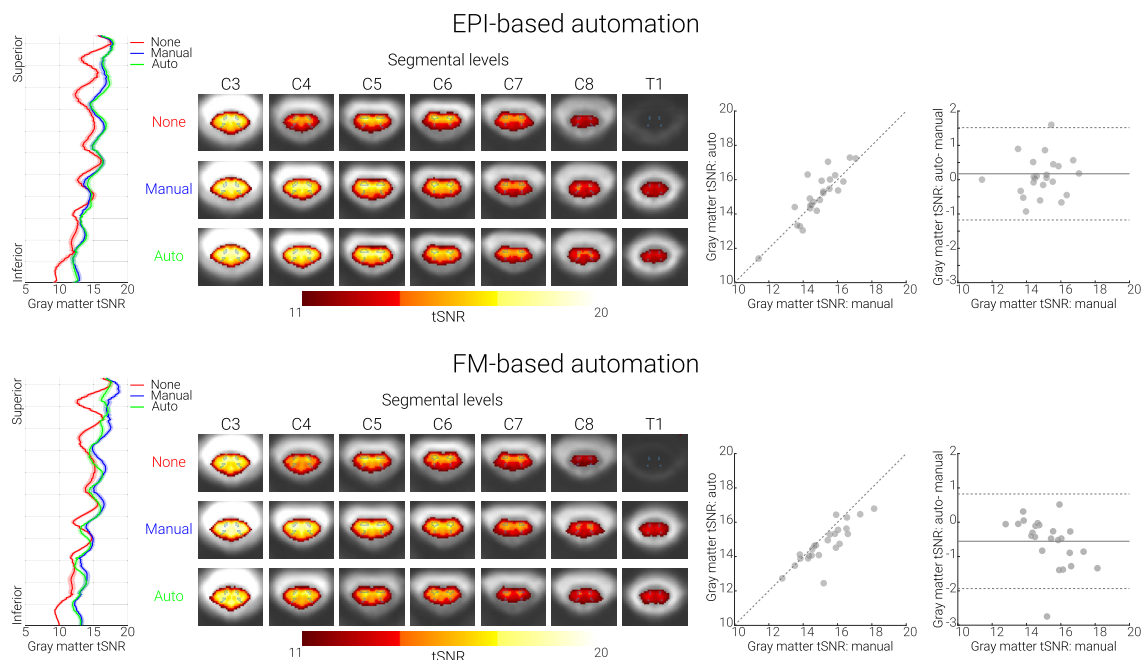 EPI-based automation
Superior
Inferior
None
Manual
Auto
5 10 15 20
Gray matter tSNR
Segmental levels
C3 C4 C5 C6 C7 C8 T1
None
Manual
Auto
11 20
tSNR
20
18
16
14
12
10
Gray matter tSNR: auto
10 12 14 16 18 20
Gray matter tSNR: manual
2
1
0
-1
-2
-3
Gray matter tSNR: auto- manual
10 12 14 16 18 20
Gray matter tSNR: manual
FM-based automation
Superior
Inferior
None
Manual
Auto
5 10 15 20
Gray matter tSNR
Segmental levels
C3 C4 C5 C6 C7 C8 T1
None
Manual
Auto
11 20
tSNR
20
18
16
14
12
10
Gray matter tSNR: auto
10 12 14 16 18 20
Gray matter tSNR: manual
2
1
0
-1
-2
-3
Gray matter tSNR: auto- manual
10 12 14 16 18 20
Gray matter tSNR: manual